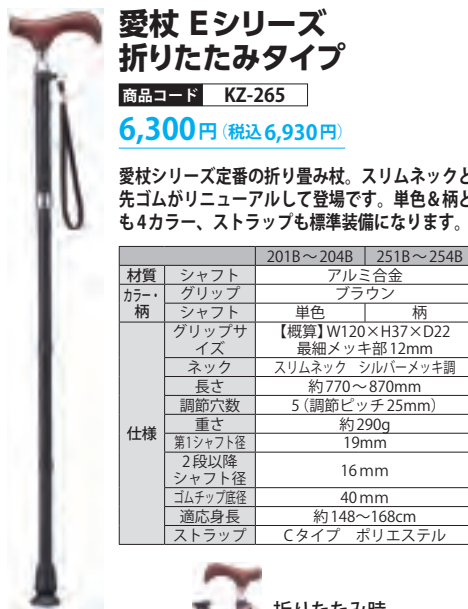 愛杖 Eシリーズ
折りたたみタイプ
商品コード KZ-265
6,300円(税込6,930円)
愛杖シリーズ定番の折り畳み杖。スリムネックと
先ゴムがリニューアルして登場です。単色&柄と
も4カラー、ストラップも標準装備になります。
201B～204B 251B～254B
材質 シャフト アルミ合金
カラー・柄 グリップ ブラウン
シャフト 単色 柄
仕様 グリップサイズ 【概算】W120×H37×D22
最細メッキ部12mm
ネック スリムネック シルバーメッキ調
長さ 約770～870mm
調節穴数 5(調節ピッチ25mm)
重さ 約290g
第1シャフト径 19mm
2段以降
シャフト径 16mm
ゴムチップ底径 40mm
適応身長 約148～168cm
ストラップ Cタイプ ポリエステル
折りたたみ時